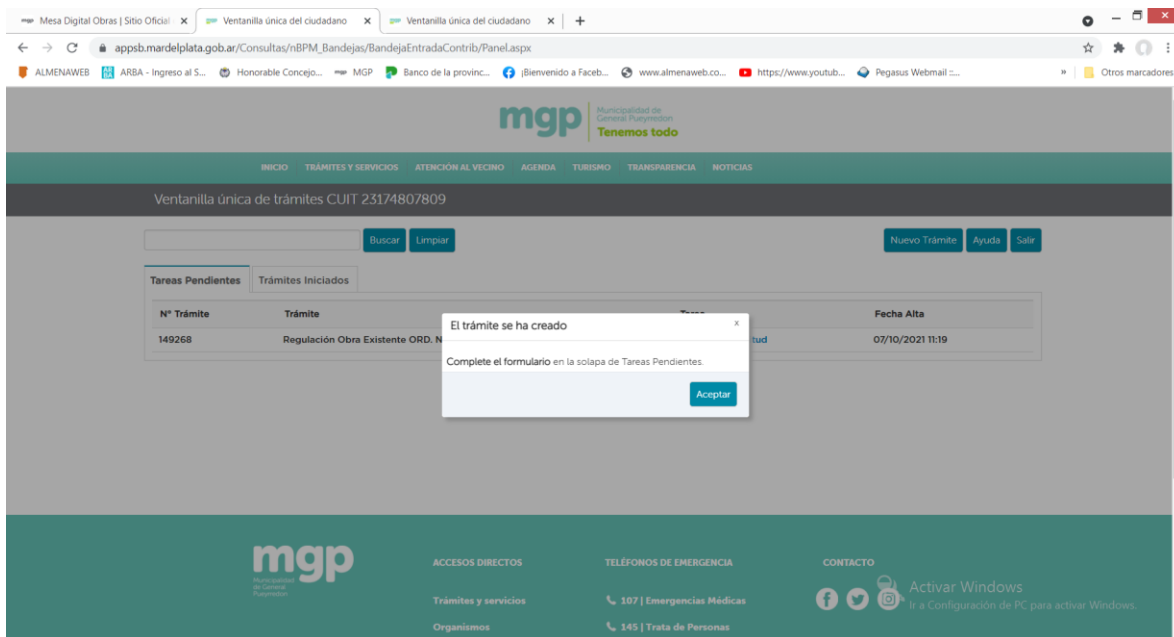 Mesa Digital Obras | Sitio Oficial
Ventanilla única del ciudadano
Ventanilla única del ciudadano
appsb.mardelplata.gob.ar/Consultas/nBPM_Bandejas/BandejaEntradaContrib/Panel.aspx
ALMENAWEB
ARBA - Ingreso al S...
Honorable Concejo...
MGP
Banco de la provinc...
¡Bienvenido a Faceb...
www.almenaweb.co...
https://www.youtub...
Pegasus Webmail ::...
»
Otros marcadores
mgp
Municipalidad de
General Pueyrredon
Tenemos todo
INICIO TRÁMITES Y SERVICIOS ATENCIÓN AL VECINO AGENDA TURISMO TRANSPARENCIA NOTICIAS
Ventanilla única de trámites CUIT 23174807809
Buscar Limpiar
Nuevo Trámite Ayuda Salir
Tareas Pendientes Trámites Iniciados
N° Trámite Trámite Tarea Fecha Alta
149268 Regulación Obra Existente ORD. N tud 07/10/2021 11:19
El trámite se ha creado x
Complete el formulario en la solapa de Tareas Pendientes.
Aceptar
mgp
Municipalidad
de General
Pueyrredon
ACCESOS DIRECTOS
Trámites y servicios
Organismos
TELÉFONOS DE EMERGENCIA
107 | Emergencias Médicas
145 | Trata de Personas
CONTACTO
Activar Windows
Ir a Configuración de PC para activar Windows.